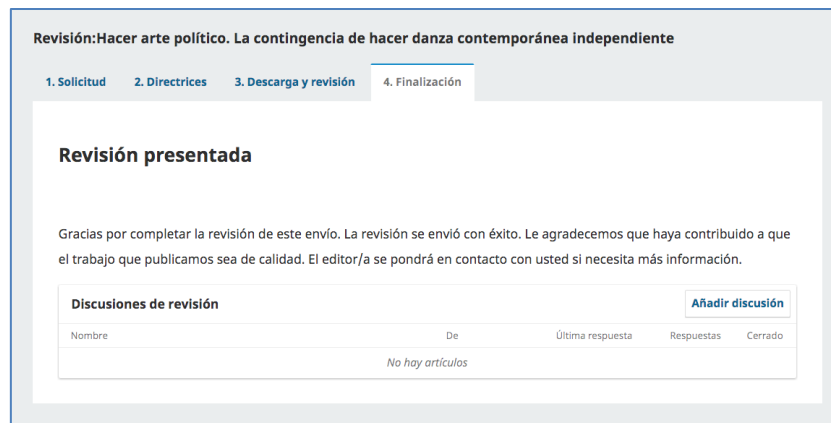 Revisión:Hacer arte político. La contingencia de hacer danza contemporánea independiente
1. Solicitud 2. Directrices 3. Descarga y revisión 4. Finalización
Revisión presentada
Gracias por completar la revisión de este envío. La revisión se envió con éxito. Le agradecemos que haya contribuido a que
el trabajo que publicamos sea de calidad. El editor/a se pondrá en contacto con usted si necesita más información.
Discusiones de revisión Añadir discusión
Nombre De Última respuesta Respuestas Cerrado
No hay artículos